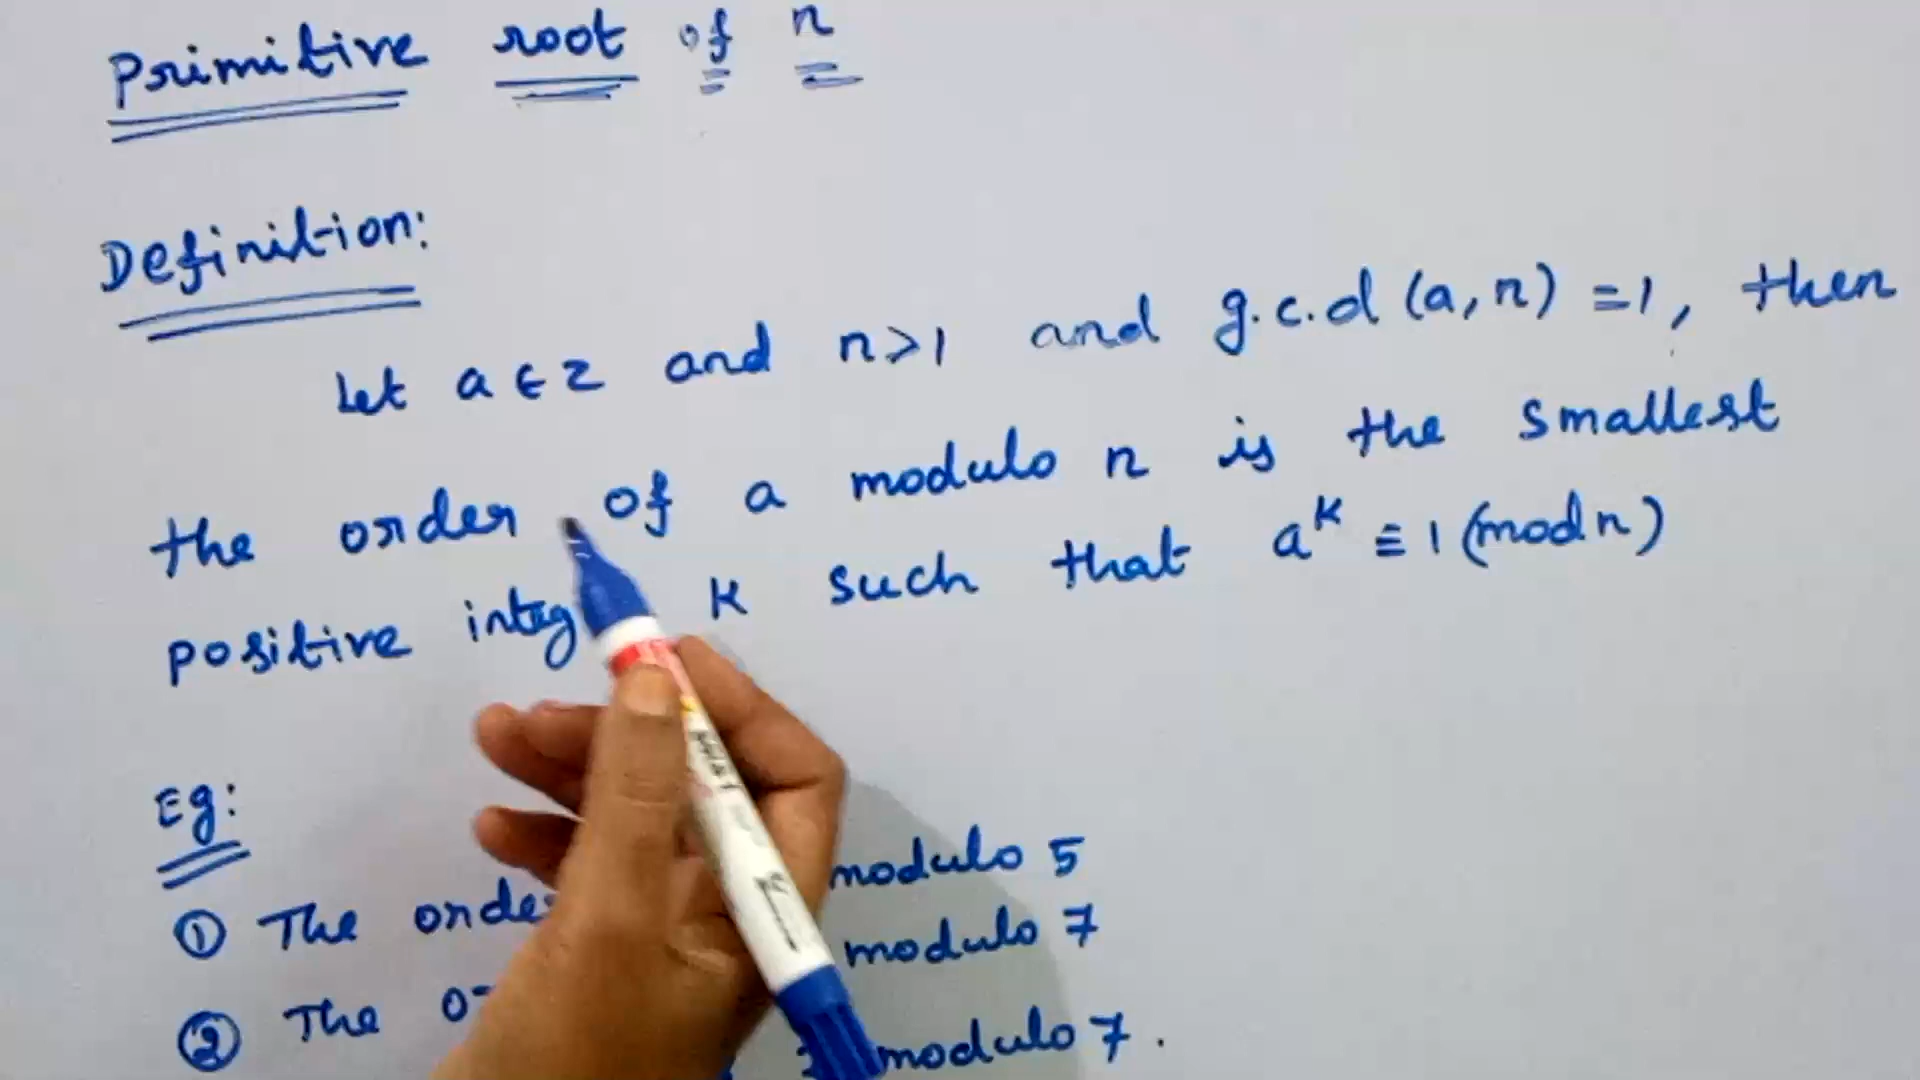 Primitive root of n
Definition:
Let a ∈ z and n>1 and g.c.d (a,n) =1, then
the order of a modulo n is the smallest
positive integ k such that a^k ≡ 1 (mod n)
Eg:
① The orde modulo 5
modulo 7
② The o modulo 7.